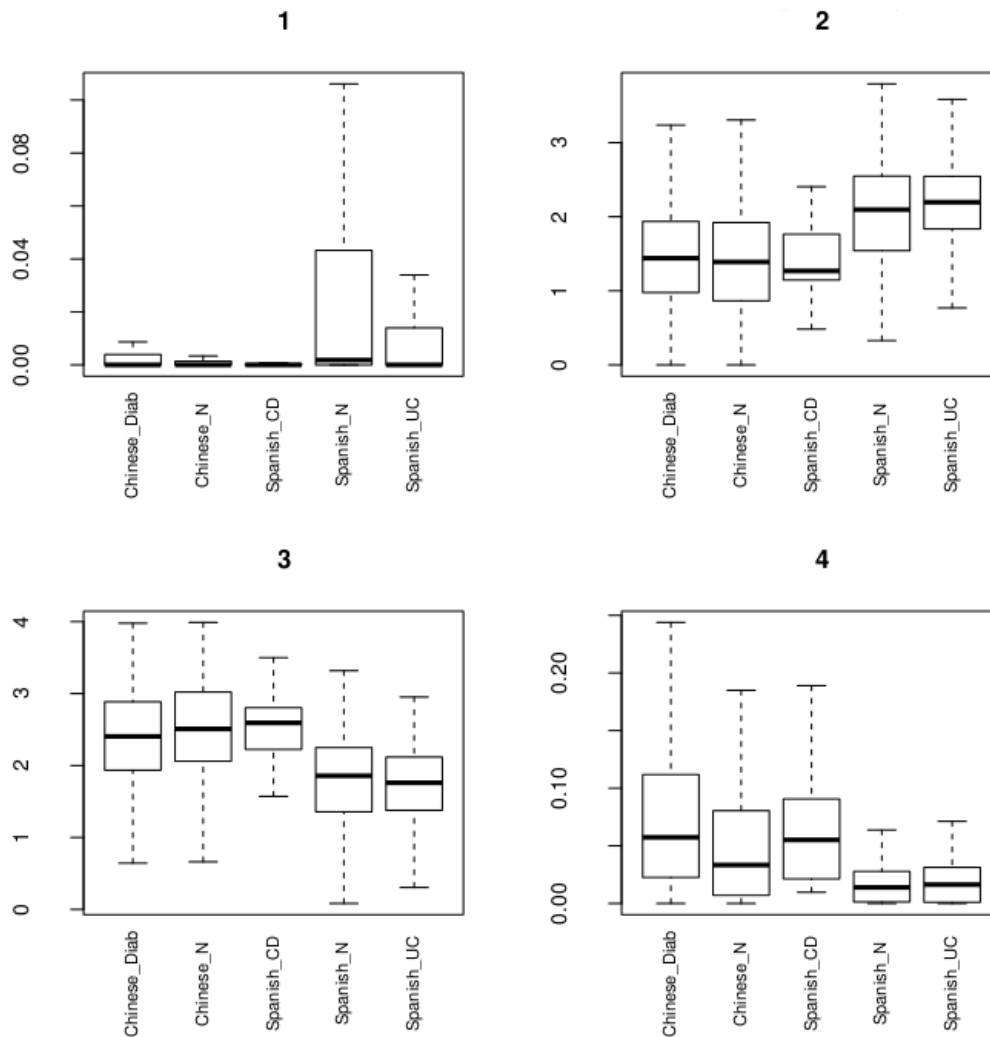 1
0.00 0.04 0.08
Chinese_Diab
Chinese_N
Spanish_CD
Spanish_N
Spanish_UC
2
0 1 2 3
Chinese_Diab
Chinese_N
Spanish_CD
Spanish_N
Spanish_UC
3
0 1 2 3 4
Chinese_Diab
Chinese_N
Spanish_CD
Spanish_N
Spanish_UC
4
0.00 0.10 0.20
Chinese_Diab
Chinese_N
Spanish_CD
Spanish_N
Spanish_UC